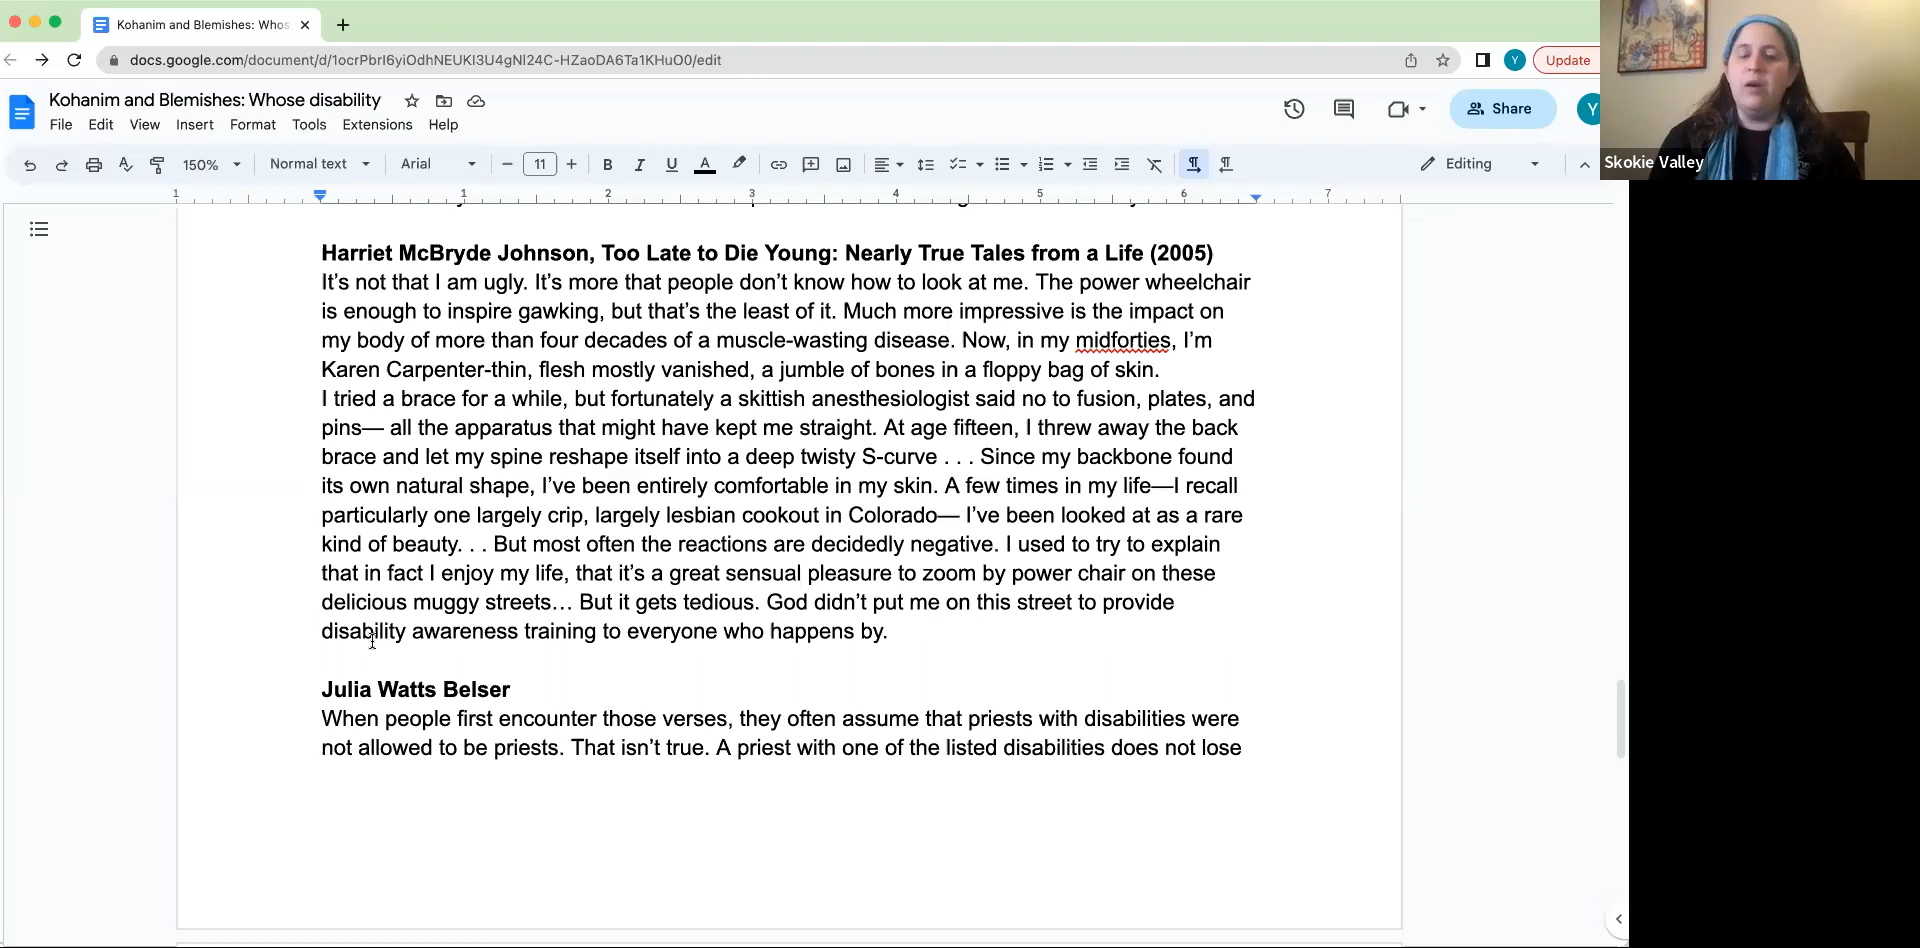 Kohanim and Blemishes: Whos
docs.google.com/document/d/1ocrPbrI6yiOdhNEUKI3U4gNl24C-HZaoDA6Ta1KHuO0/edit
Y
Update
Kohanim and Blemishes: Whose disability
File Edit View Insert Format Tools Extensions Help
Share
Y
150% Normal text Arial 11 B I U A Editing
Skokie Valley
1 1 2 3 4 5 6 7
Harriet McBryde Johnson, Too Late to Die Young: Nearly True Tales from a Life (2005)
It’s not that I am ugly. It’s more that people don’t know how to look at me. The power wheelchair
is enough to inspire gawking, but that’s the least of it. Much more impressive is the impact on
my body of more than four decades of a muscle-wasting disease. Now, in my midforties, I’m
Karen Carpenter-thin, flesh mostly vanished, a jumble of bones in a floppy bag of skin.
I tried a brace for a while, but fortunately a skittish anesthesiologist said no to fusion, plates, and
pins— all the apparatus that might have kept me straight. At age fifteen, I threw away the back
brace and let my spine reshape itself into a deep twisty S-curve . . . Since my backbone found
its own natural shape, I’ve been entirely comfortable in my skin. A few times in my life—I recall
particularly one largely crip, largely lesbian cookout in Colorado— I’ve been looked at as a rare
kind of beauty. . . But most often the reactions are decidedly negative. I used to try to explain
that in fact I enjoy my life, that it’s a great sensual pleasure to zoom by power chair on these
delicious muggy streets… But it gets tedious. God didn’t put me on this street to provide
disability awareness training to everyone who happens by.
Julia Watts Belser
When people first encounter those verses, they often assume that priests with disabilities were
not allowed to be priests. That isn’t true. A priest with one of the listed disabilities does not lose